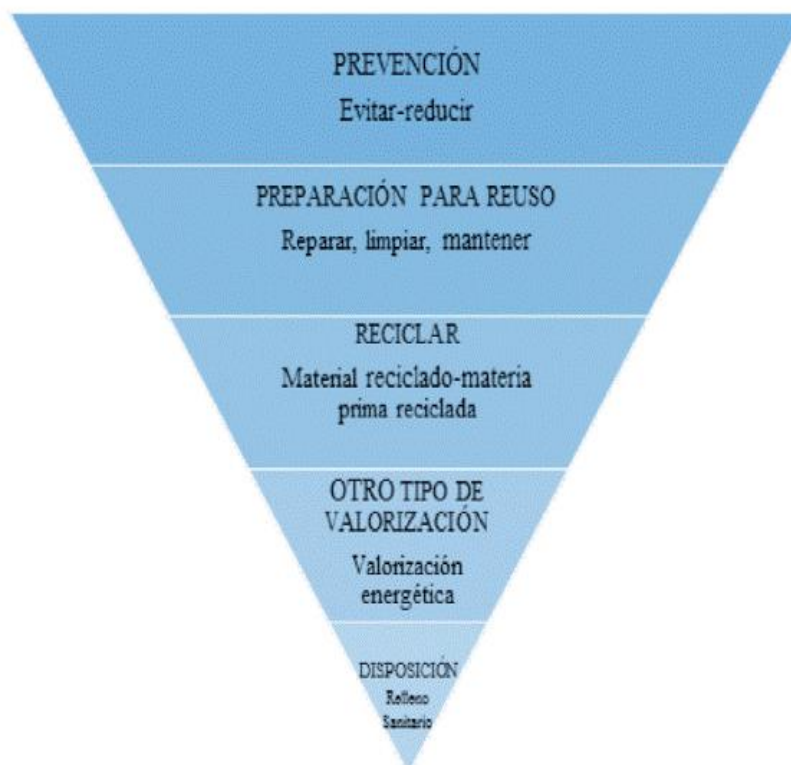 PREVENCIÓN
Evitar-reducir
PREPARACIÓN PARA REUSO
Reparar, limpiar, mantener
RECICLAR
Material reciclado-materia
prima reciclada
OTRO TIPO DE
VALORIZACIÓN
Valorización
energética
DISPOSICIÓN
Relleno
Sanitario